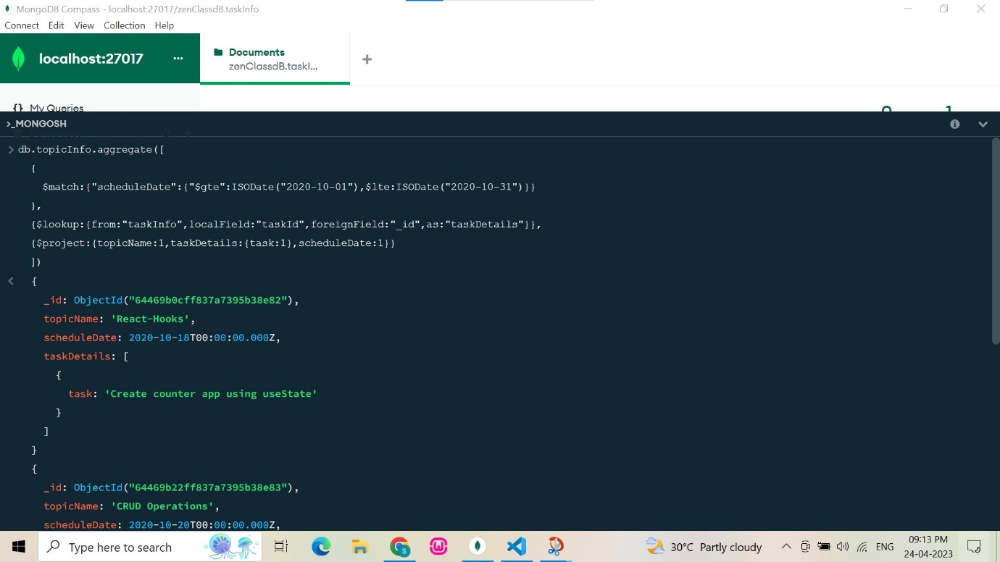 MongoDB Compass - localhost:27017/zenClassdB.taskInfo
Connect Edit View Collection Help
localhost:27017 ...
Documents
zenClassdB.taskI...
+
{} My Queries
>_MONGOSH
> db.topicInfo.aggregate([
{
$match:{"scheduleDate":{"$gte":ISODate("2020-10-01"),$lte:ISODate("2020-10-31")}}
},
{$lookup:{from:"taskInfo",localField:"taskId",foreignField:"_id",as:"taskDetails"}},
{$project:{topicName:1,taskDetails:{task:1},scheduleDate:1}}
])
< {
_id: ObjectId("64469b0cff837a7395b38e82"),
topicName: 'React-Hooks',
scheduleDate: 2020-10-18T00:00:00.000Z,
taskDetails: [
{
task: 'Create counter app using useState'
}
]
}
{
_id: ObjectId("64469b22ff837a7395b38e83"),
topicName: 'CRUD Operations',
scheduleDate: 2020-10-20T00:00:00.000Z,
Type here to search
30°C Partly cloudy
ENG
09:13 PM
24-04-2023